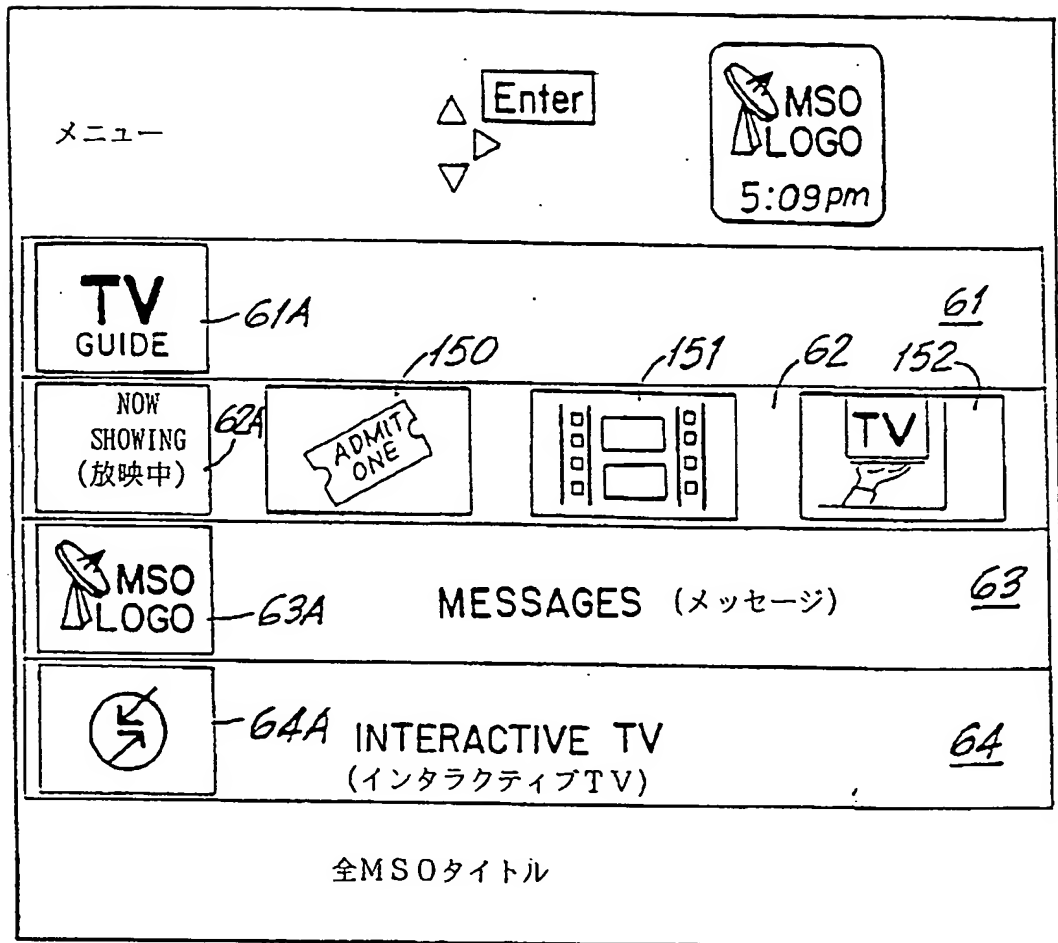 メニュー
Enter
MSO
LOGO
5:09pm
TV
GUIDE
61A
61
150
151
62
152
NOW
SHOWING
(放映中)
62A
ADMIT
ONE
TV
MSO
LOGO
63A
MESSAGES (メッセージ)
63
64A
INTERACTIVE TV
(インタラクティブTV)
64
全MSOタイトル